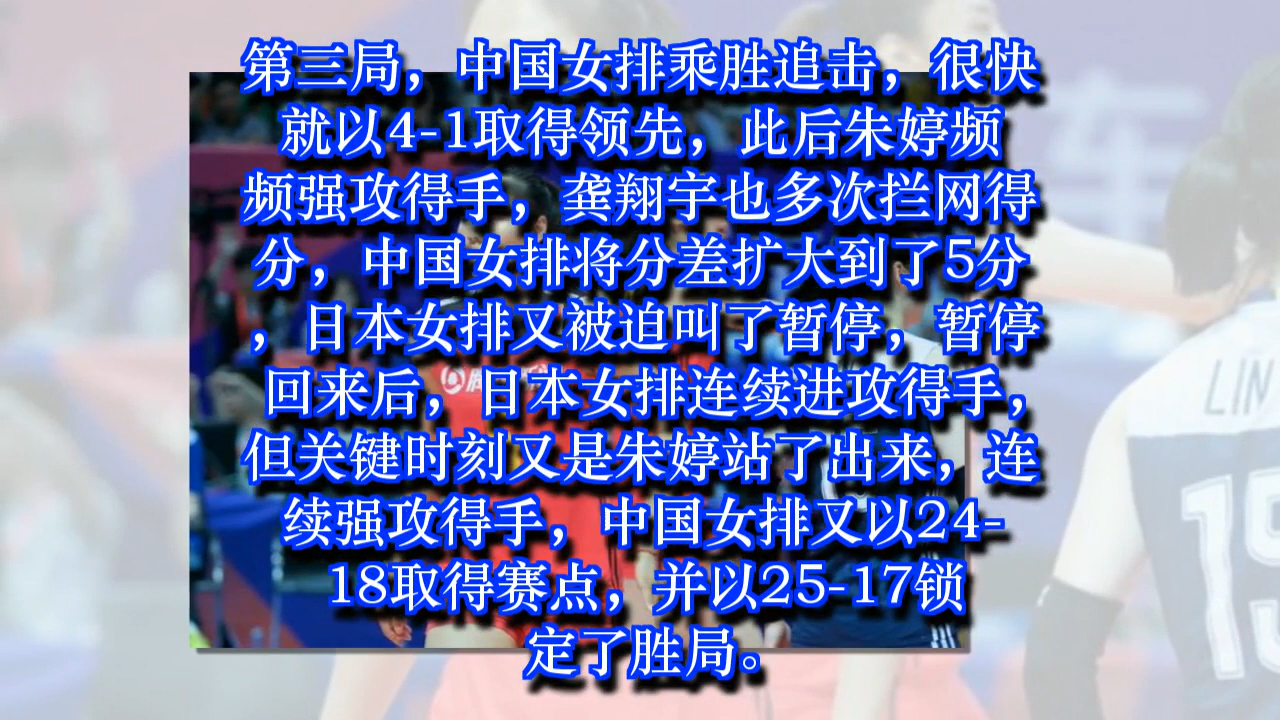 第三局，中国女排乘胜追击，很快
就以4-1取得领先，此后朱婷频
频强攻得手，龚翔宇也多次拦网得
分，中国女排将分差扩大到了5分
，日本女排又被迫叫了暂停，暂停
回来后，日本女排连续进攻得手，
但关键时刻又是朱婷站了出来，连
续强攻得手，中国女排又以24-
18取得赛点，并以25-17锁
定了胜局。
LIN